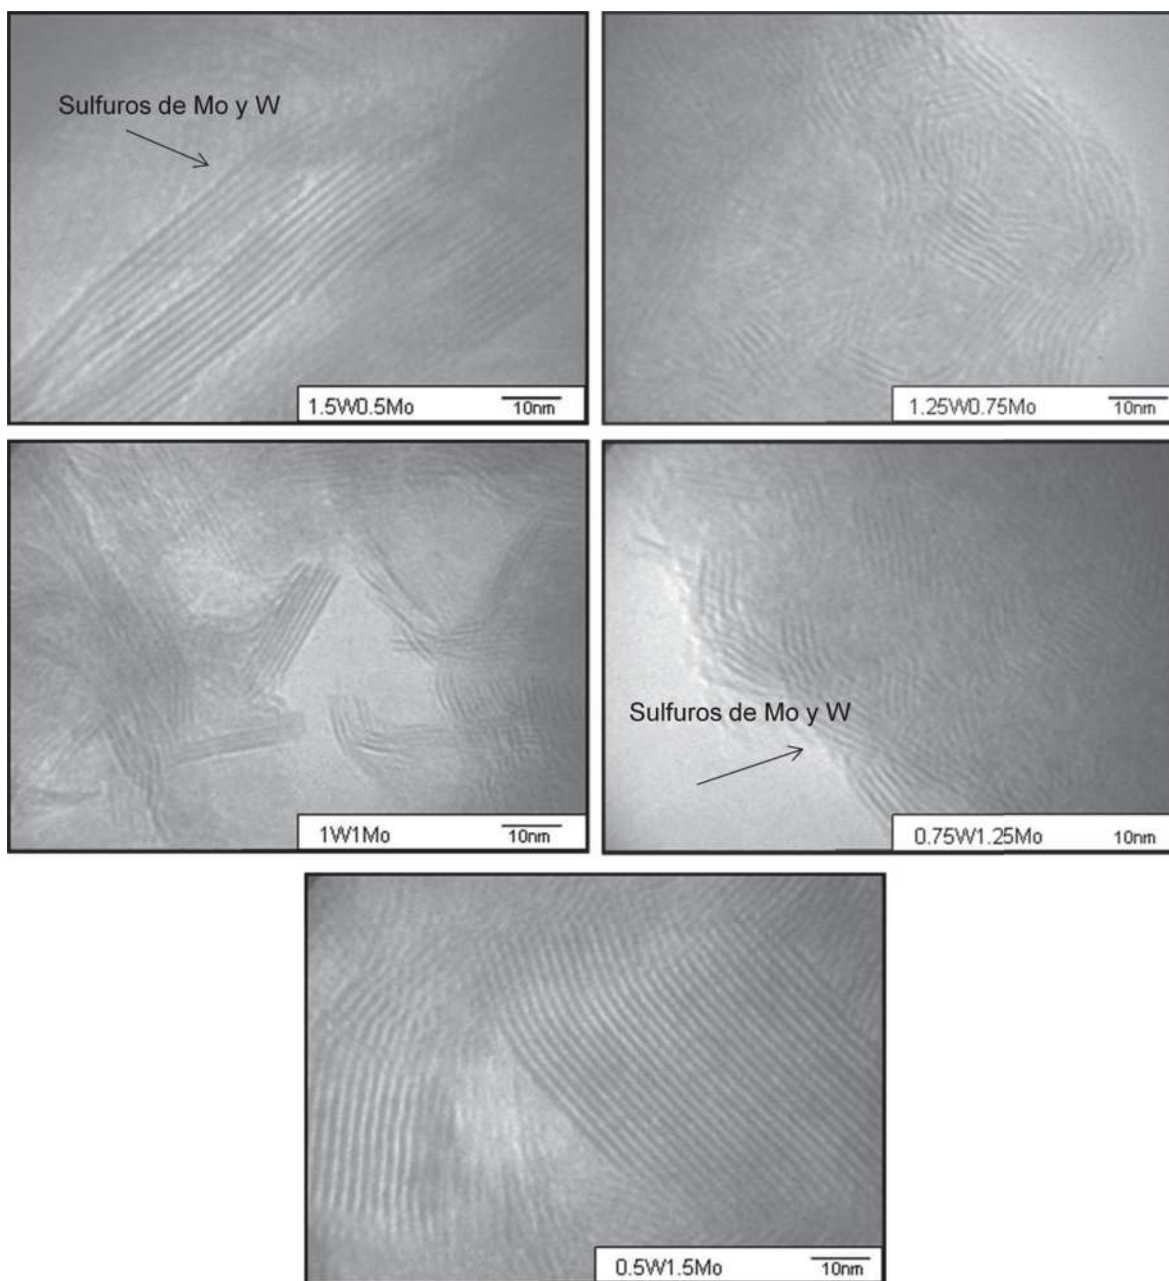 Sulfuros de Mo y W
1.5W0.5Mo 10nm
1.25W0.75Mo 10nm
1W1Mo 10nm
Sulfuros de Mo y W
0.75W1.25Mo 10nm
0.5W1.5Mo 10nm